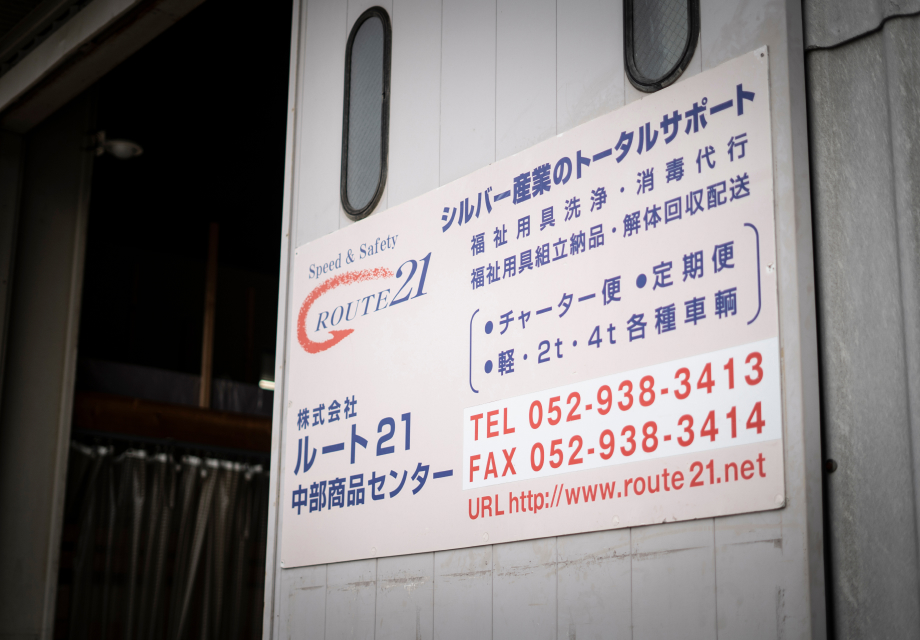 シルバー産業のトータルサポート
福祉用具洗浄・消毒代行
福祉用具組立納品・解体回収配送
Speed & Safety
ROUTE 21
●チャーター便 ●定期便
●軽・2t・4t各種車輌
株式会社
ルート21
中部商品センター
TEL 052-938-3413
FAX 052-938-3414
URL http://www.route21.net